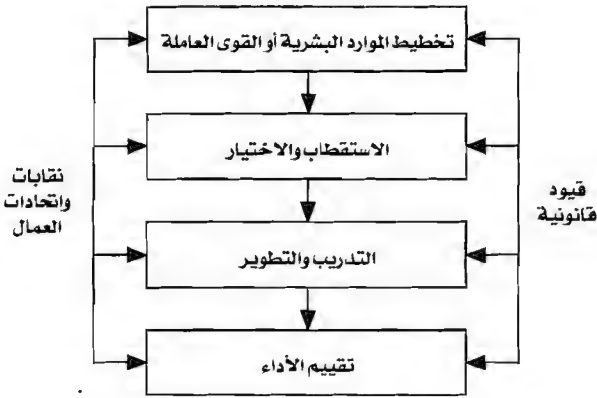 تخطيط الموارد البشرية أو القوى العاملة
الاستقطاب والاختيار
قيود
قانونية
نقابات
واتحادات
العمال
التدريب والتطوير
تقييم الأداء